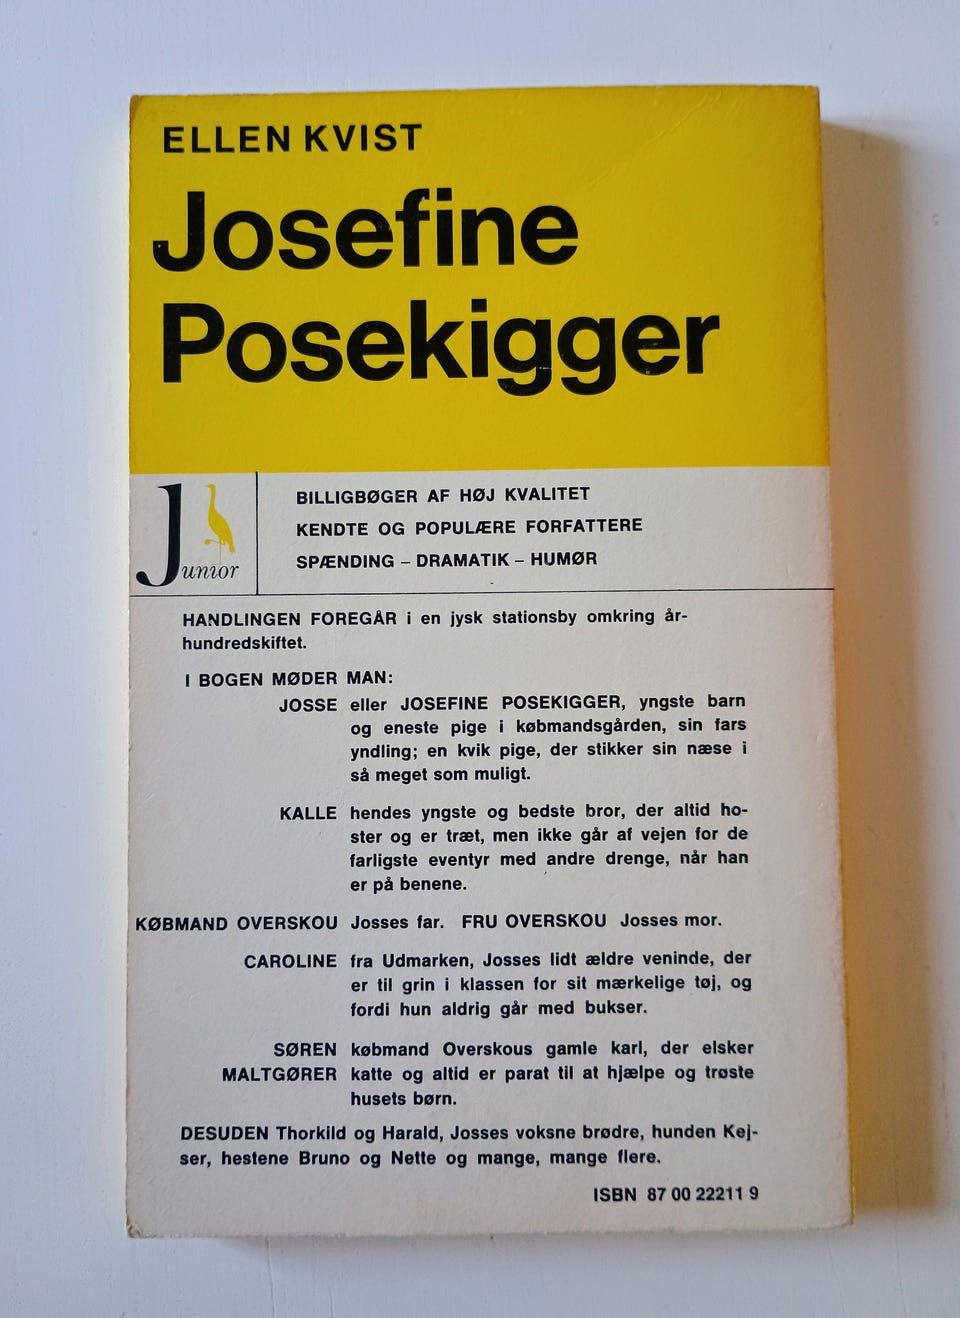 ELLEN KVIST
Josefine
Posekigger
Junior
BILLIGBØGER AF HØJ KVALITET
KENDTE OG POPULÆRE FORFATTERE
SPÆNDING – DRAMATIK – HUMØR
HANDLINGEN FOREGÅR i en jysk stationsby omkring år-
hundredskiftet.
I BOGEN MØDER MAN:
JOSSE eller JOSEFINE POSEKIGGER, yngste barn
og eneste pige i købmandsgården, sin fars
yndling; en kvik pige, der stikker sin næse i
så meget som muligt.
KALLE hendes yngste og bedste bror, der altid ho-
ster og er træt, men ikke går af vejen for de
farligste eventyr med andre drenge, når han
er på benene.
KØBMAND OVERSKOU Josses far. FRU OVERSKOU Josses mor.
CAROLINE fra Udmarken, Josses lidt ældre veninde, der
er til grin i klassen for sit mærkelige tøj, og
fordi hun aldrig går med bukser.
SØREN købmand Overskous gamle karl, der elsker
MALTGØRER katte og altid er parat til at hjælpe og trøste
husets børn.
DESUDEN Thorkild og Harald, Josses voksne brødre, hunden Kej-
ser, hestene Bruno og Nette og mange, mange flere.
ISBN 87 00 22211 9